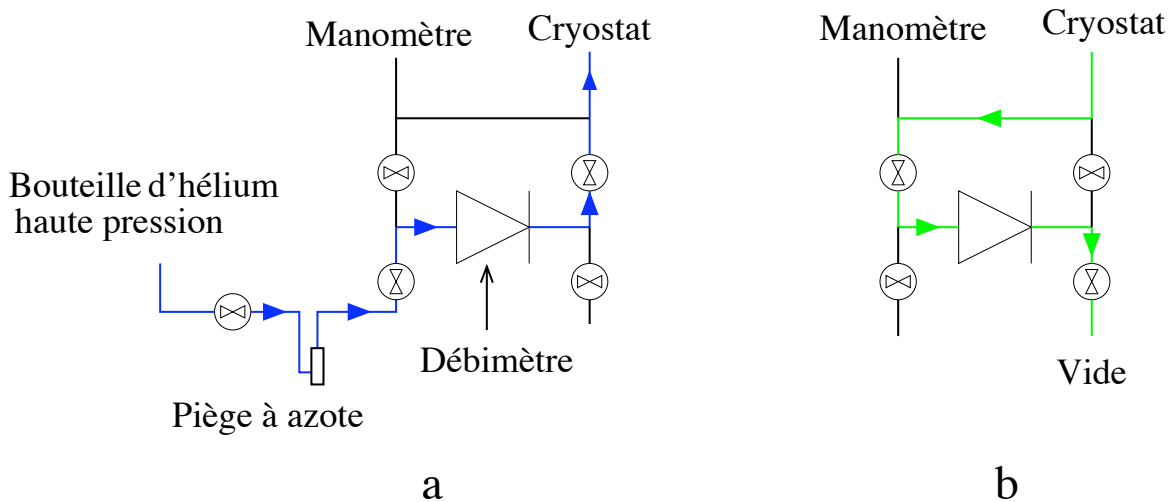 Manomètre
Cryostat
Bouteille d'hélium
haute pression
Débimètre
Piège à azote
a
Manomètre
Cryostat
Vide
b